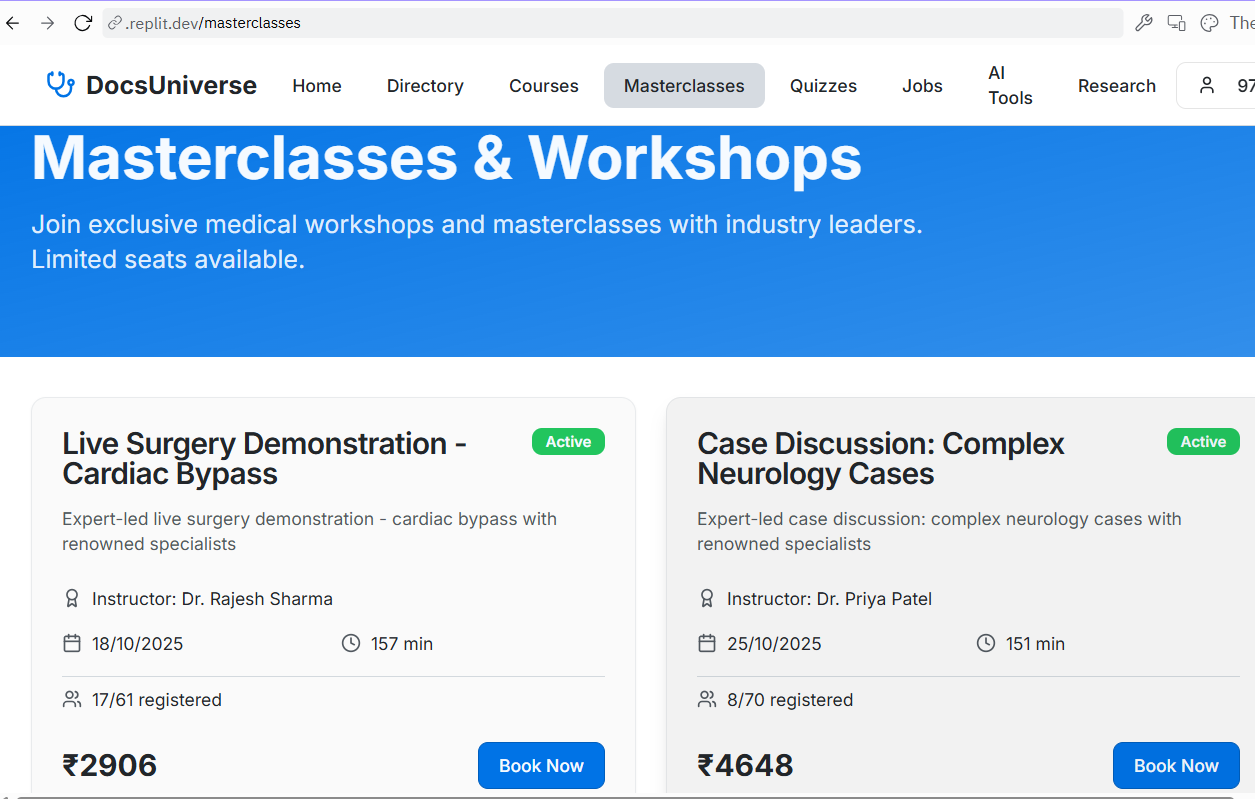 .replit.dev/masterclasses
The
DocsUniverse
Home
Directory
Courses
Masterclasses
Quizzes
Jobs
AI
Tools
Research
97
Masterclasses & Workshops
Join exclusive medical workshops and masterclasses with industry leaders.
Limited seats available.
Live Surgery Demonstration -
Cardiac Bypass
Active
Expert-led live surgery demonstration - cardiac bypass with
renowned specialists
Instructor: Dr. Rajesh Sharma
18/10/2025
157 min
17/61 registered
₹2906
Book Now
Case Discussion: Complex
Neurology Cases
Active
Expert-led case discussion: complex neurology cases with
renowned specialists
Instructor: Dr. Priya Patel
25/10/2025
151 min
8/70 registered
₹4648
Book Now